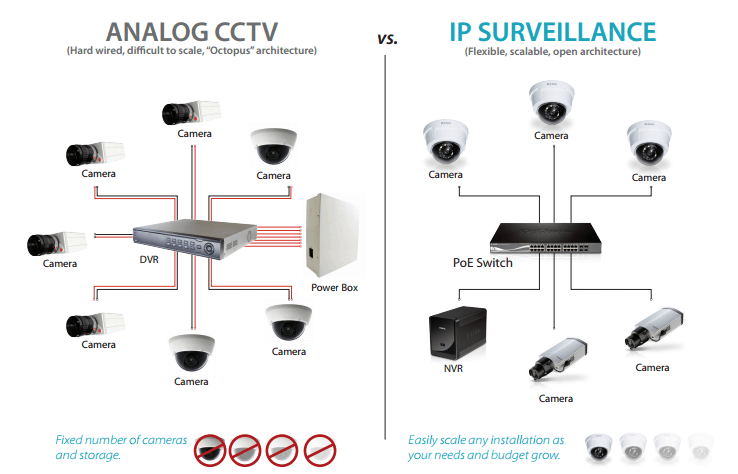 ANALOG CCTV
(Hard wired, difficult to scale, “Octopus” architecture)
vs.
IP SURVEILLANCE
(Flexible, scalable, open architecture)
Camera
Camera
Camera
Camera
DVR
Power Box
Camera
Camera
Camera
Fixed number of cameras
and storage.
Camera
Camera
Camera
PoE Switch
NVR
Camera
Camera
Easily scale any installation as
your needs and budget grow.